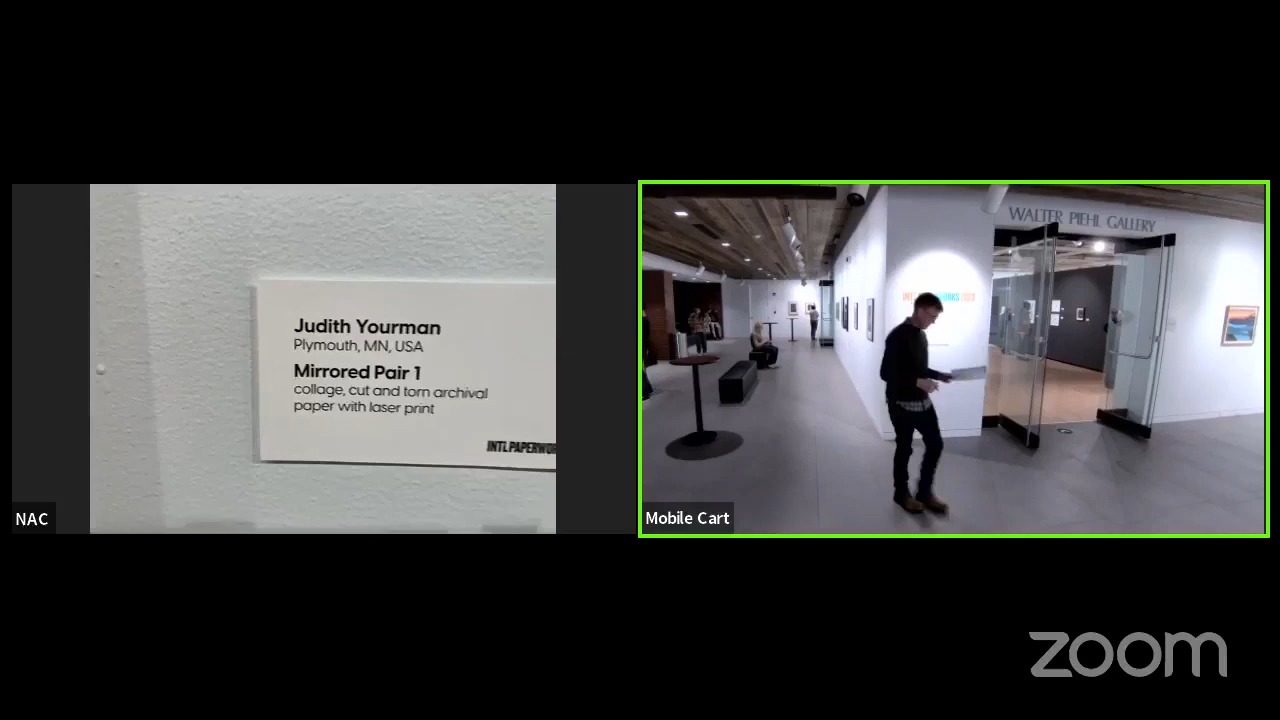 Judith Yourman
Plymouth, MN, USA
Mirrored Pair 1
collage, cut and torn archival
paper with laser print
INTL PAPERWOR
NAC
WALTER PIEHL GALLERY
Mobile Cart
zoom